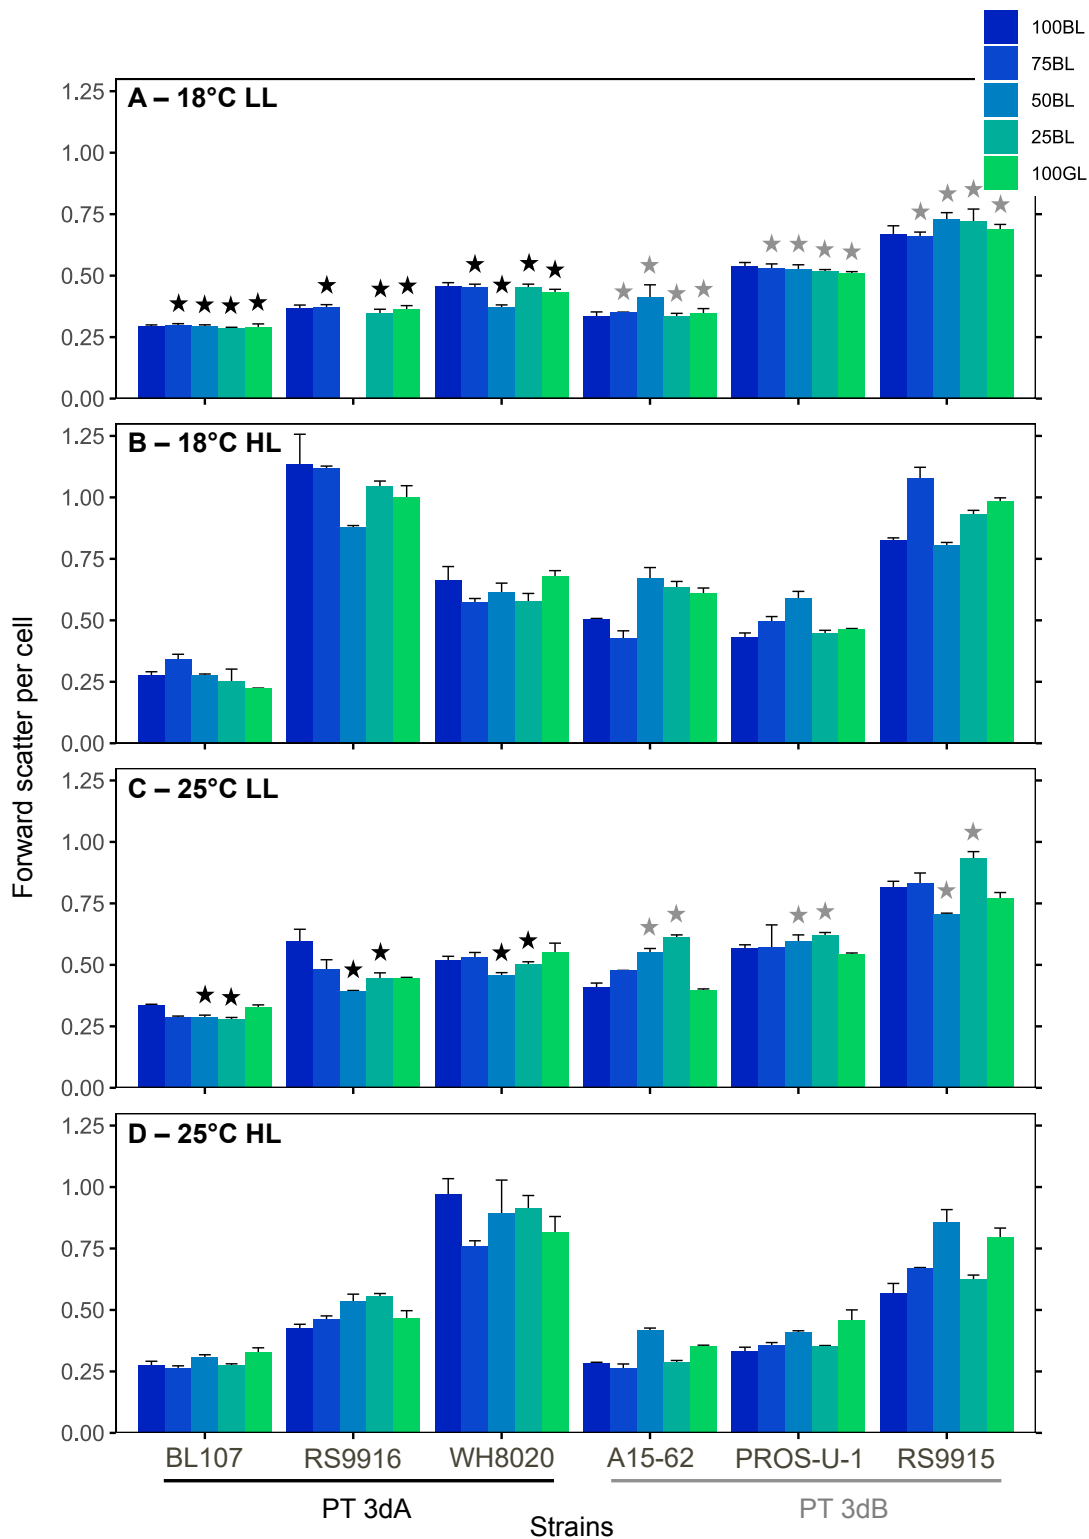 100BL
75BL
50BL
25BL
100GL
A – 18°C LL
1.25
1.00
0.75
0.50
0.25
0.00
B – 18°C HL
1.25
1.00
0.75
0.50
0.25
0.00
C – 25°C LL
1.25
1.00
0.75
0.50
0.25
0.00
D – 25°C HL
1.25
1.00
0.75
0.50
0.25
0.00
Forward scatter per cell
BL107 RS9916 WH8020 A15-62 PROS-U-1 RS9915
PT 3dA PT 3dB
Strains